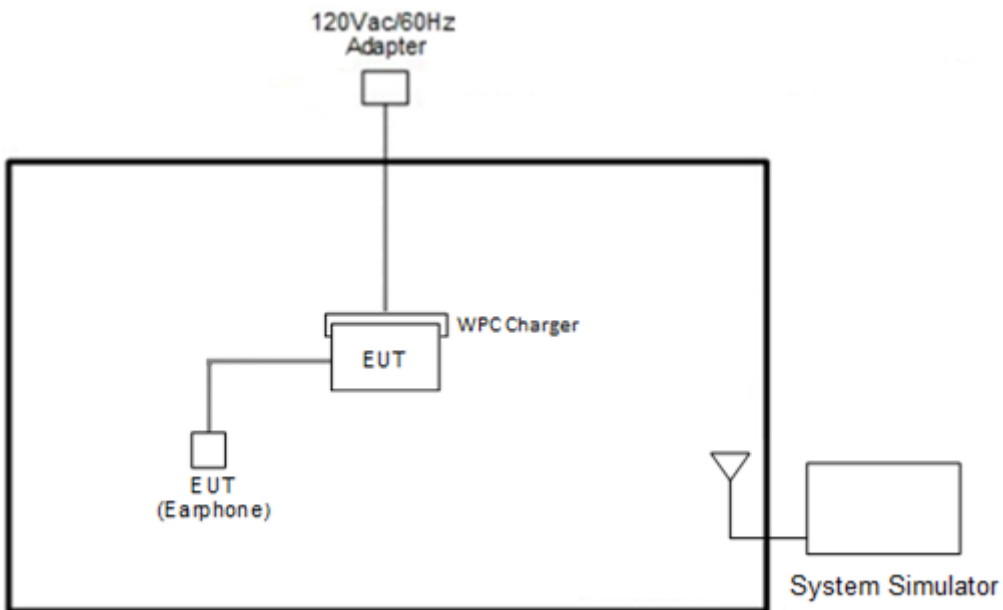 120Vac/60Hz
Adapter
WPC Charger
EUT
EUT
(Earphone)
System Simulator